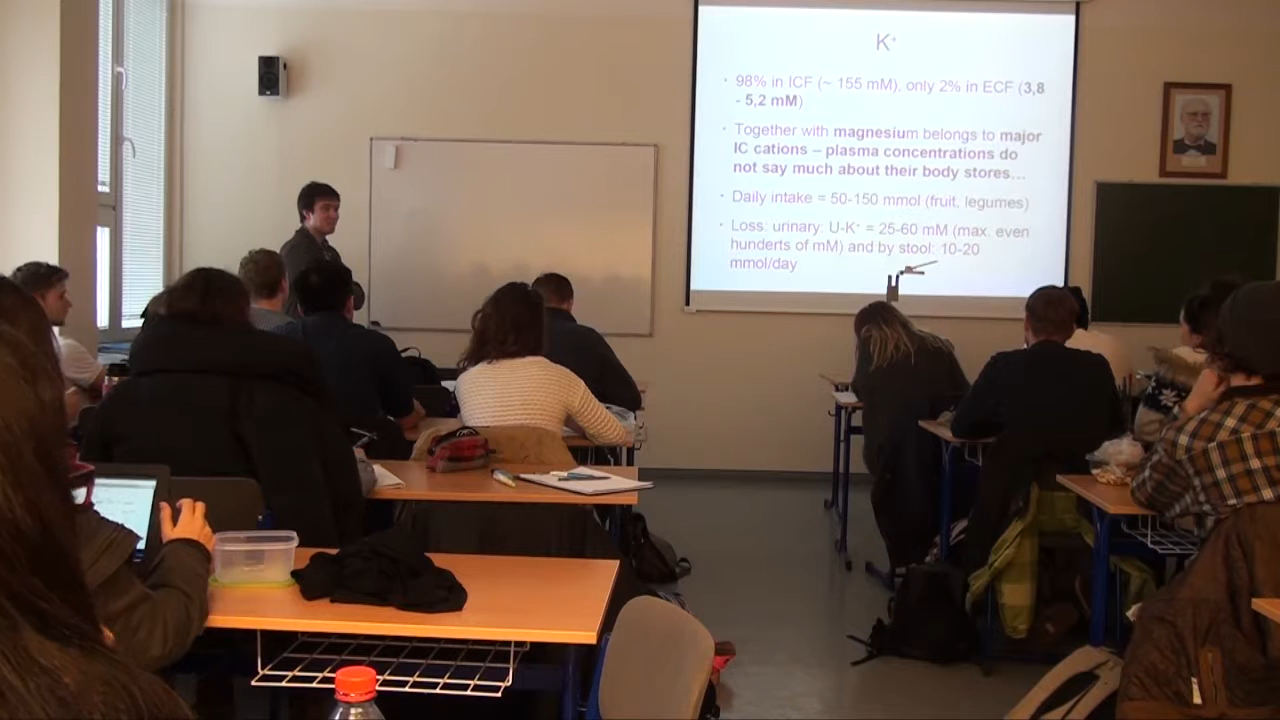 K+
· 98% in ICF (~ 155 mM), only 2% in ECF (3,8
- 5,2 mM)
· Together with magnesium belongs to major
IC cations – plasma concentrations do
not say much about their body stores...
· Daily intake = 50-150 mmol (fruit, legumes)
· Loss: urinary: U-K+ = 25-60 mM (max. even
hunderts of mM) and by stool: 10-20
mmol/day